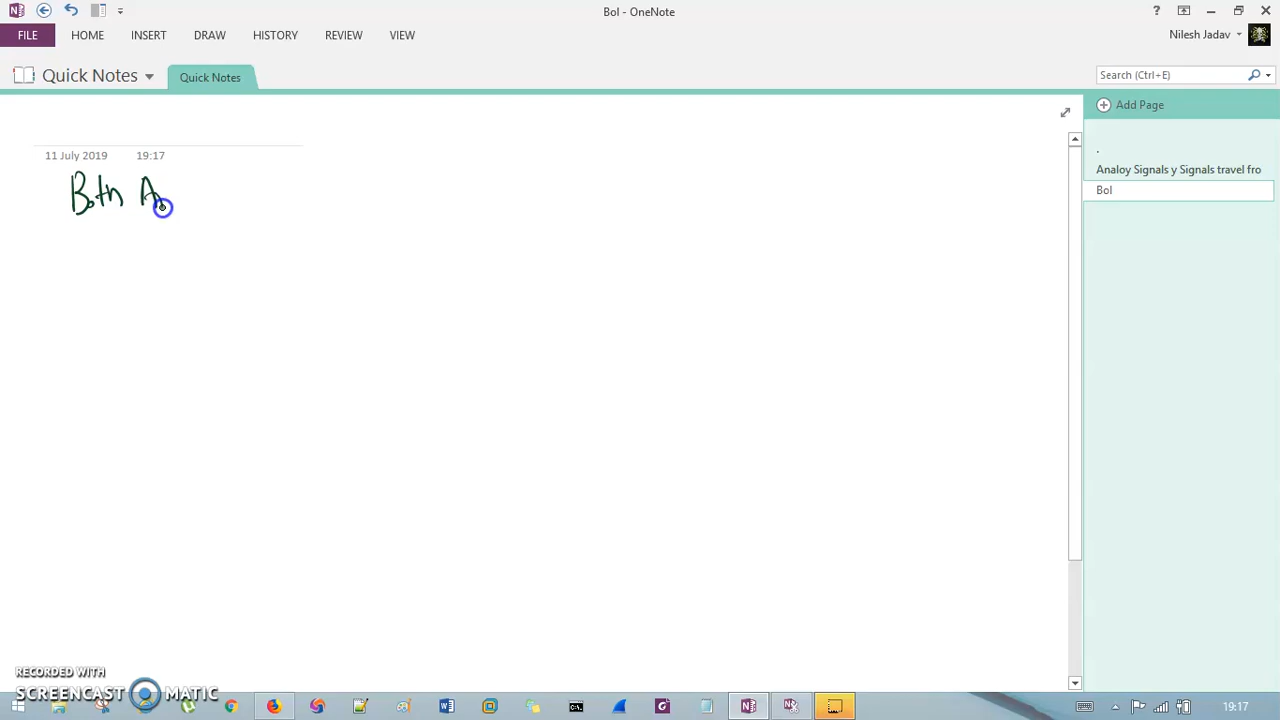 Bol - OneNote
?
FILE HOME INSERT DRAW HISTORY REVIEW VIEW
Nilesh Jadav
Quick Notes
Quick Notes
Search (Ctrl+E)
Add Page
11 July 2019 19:17
.
Analoy Signals y Signals travel fro
Bol
Both A
RECORDED WITH
SCREENCAST MATIC
19:17